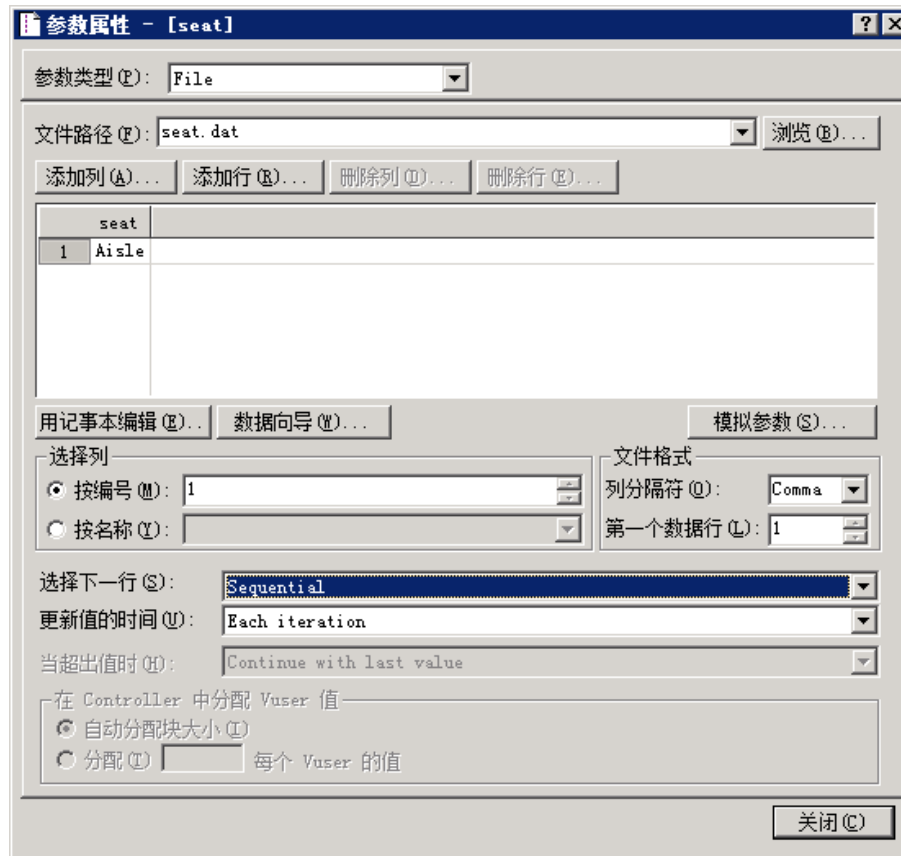 参数属性 - [seat]
参数类型(P): File
文件路径(F): seat.dat 浏览(B)...
添加列(A)... 添加行(R)... 删除列(D)... 删除行(E)...
seat
1 Aisle
用记事本编辑(E).. 数据向导(W)... 模拟参数(S)...
选择列 文件格式
按编号(M): 1 列分隔符(O): Comma
按名称(Y): 第一个数据行(L): 1
选择下一行(S): Sequential
更新值的时间(U): Each iteration
当超出值时(H): Continue with last value
在 Controller 中分配 Vuser 值
自动分配块大小(I)
分配(T) 每个 Vuser 的值
关闭(C)